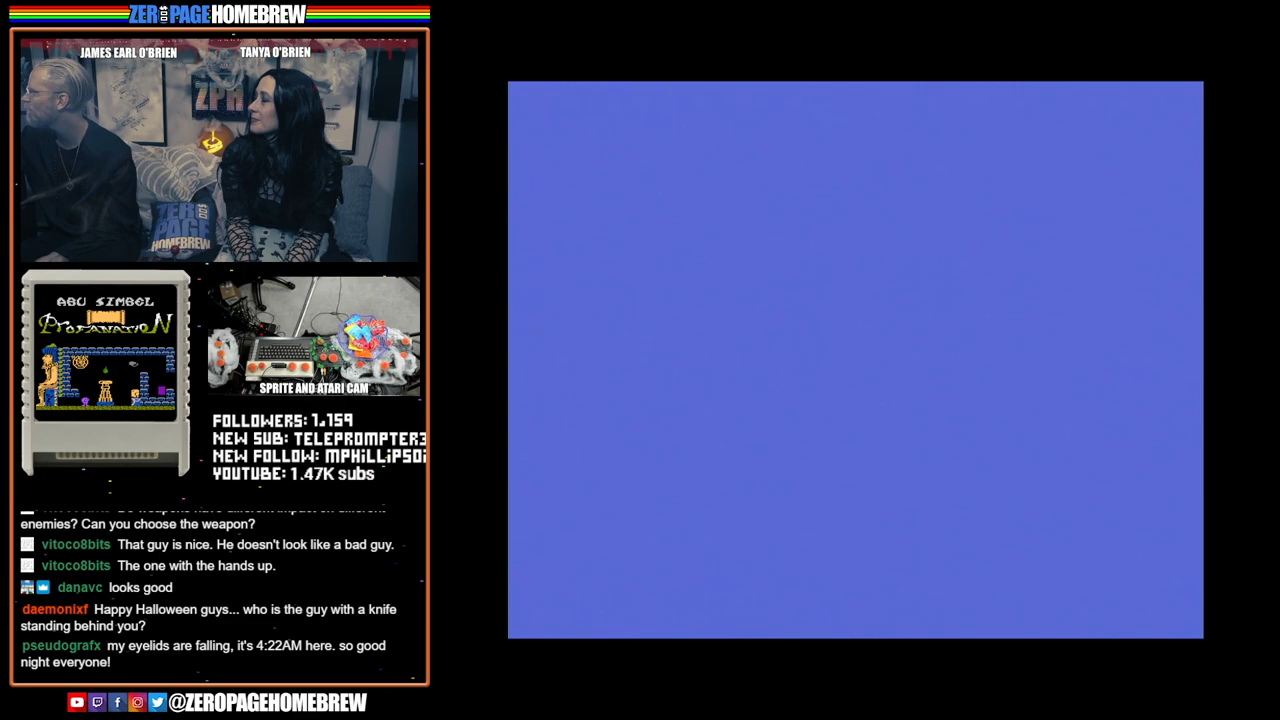 ZEROPAGEHOMEBREW
JAMES EARL O'BRIEN
TANYA O'BRIEN
ZPH
ZERO
PAGE
HOMEBREW
ABU SIMBEL
PROFANATION
SPRITE AND ATARI CAM
FOLLOWERS: 1,159
NEW SUB: TELEPROMPTER3
NEW FOLLOW: MPHILLIPSO
YOUTUBE: 1.47K subs
enemies? Can you choose the weapon?
vitoco8bits That guy is nice. He doesn't look like a bad guy.
vitoco8bits The one with the hands up.
danavc looks good
daemonixf Happy Halloween guys... who is the guy with a knife
standing behind you?
pseudografx my eyelids are falling, it's 4:22AM here. so good
night everyone!
@ZEROPAGEHOMEBREW